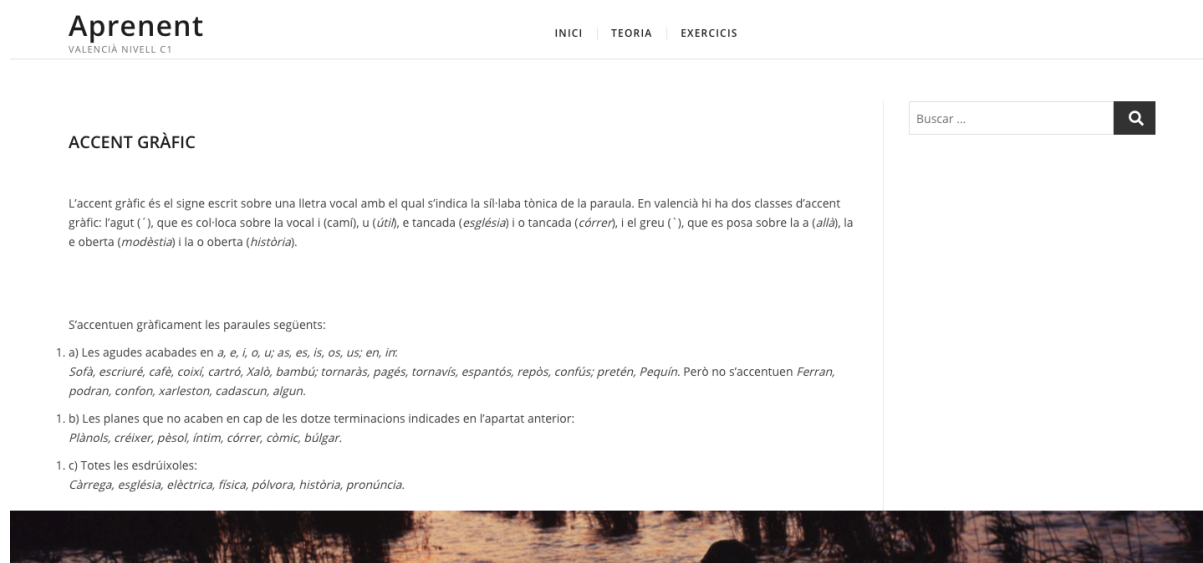 Aprenent
VALENCIÀ NIVELL C1
INICI
TEORIA
EXERCICIS
Buscar ...
ACCENT GRÀFIC
L’accent gràfic és el signe escrit sobre una lletra vocal amb el qual s’indica la síl·laba tònica de la paraula. En valencià hi ha dos classes d’accent
gràfic: l’agut (´), que es col·loca sobre la vocal i (camí), u (útil), e tancada (església) i o tancada (córrer), i el greu (`), que es posa sobre la a (allà), la
e oberta (modèstia) i la o oberta (història).
S’accentuen gràficament les paraules següents:
1. a) Les agudes acabades en a, e, i, o, u; as, es, is, os, us; en, in:
Sofà, escriuré, cafè, coixí, cartró, Xalò, bambú; tornaràs, pagés, tornavís, espantós, repòs, confús; pretén, Pequín. Però no s’accentuen Ferran,
podran, confon, xarleston, cadascun, algun.
1. b) Les planes que no acaben en cap de les dotze terminacions indicades en l’apartat anterior:
Plànols, créixer, pèsol, íntim, córrer, còmic, búlgar.
1. c) Totes les esdrúixoles:
Càrrega, església, elèctrica, física, pólvora, història, pronúncia.